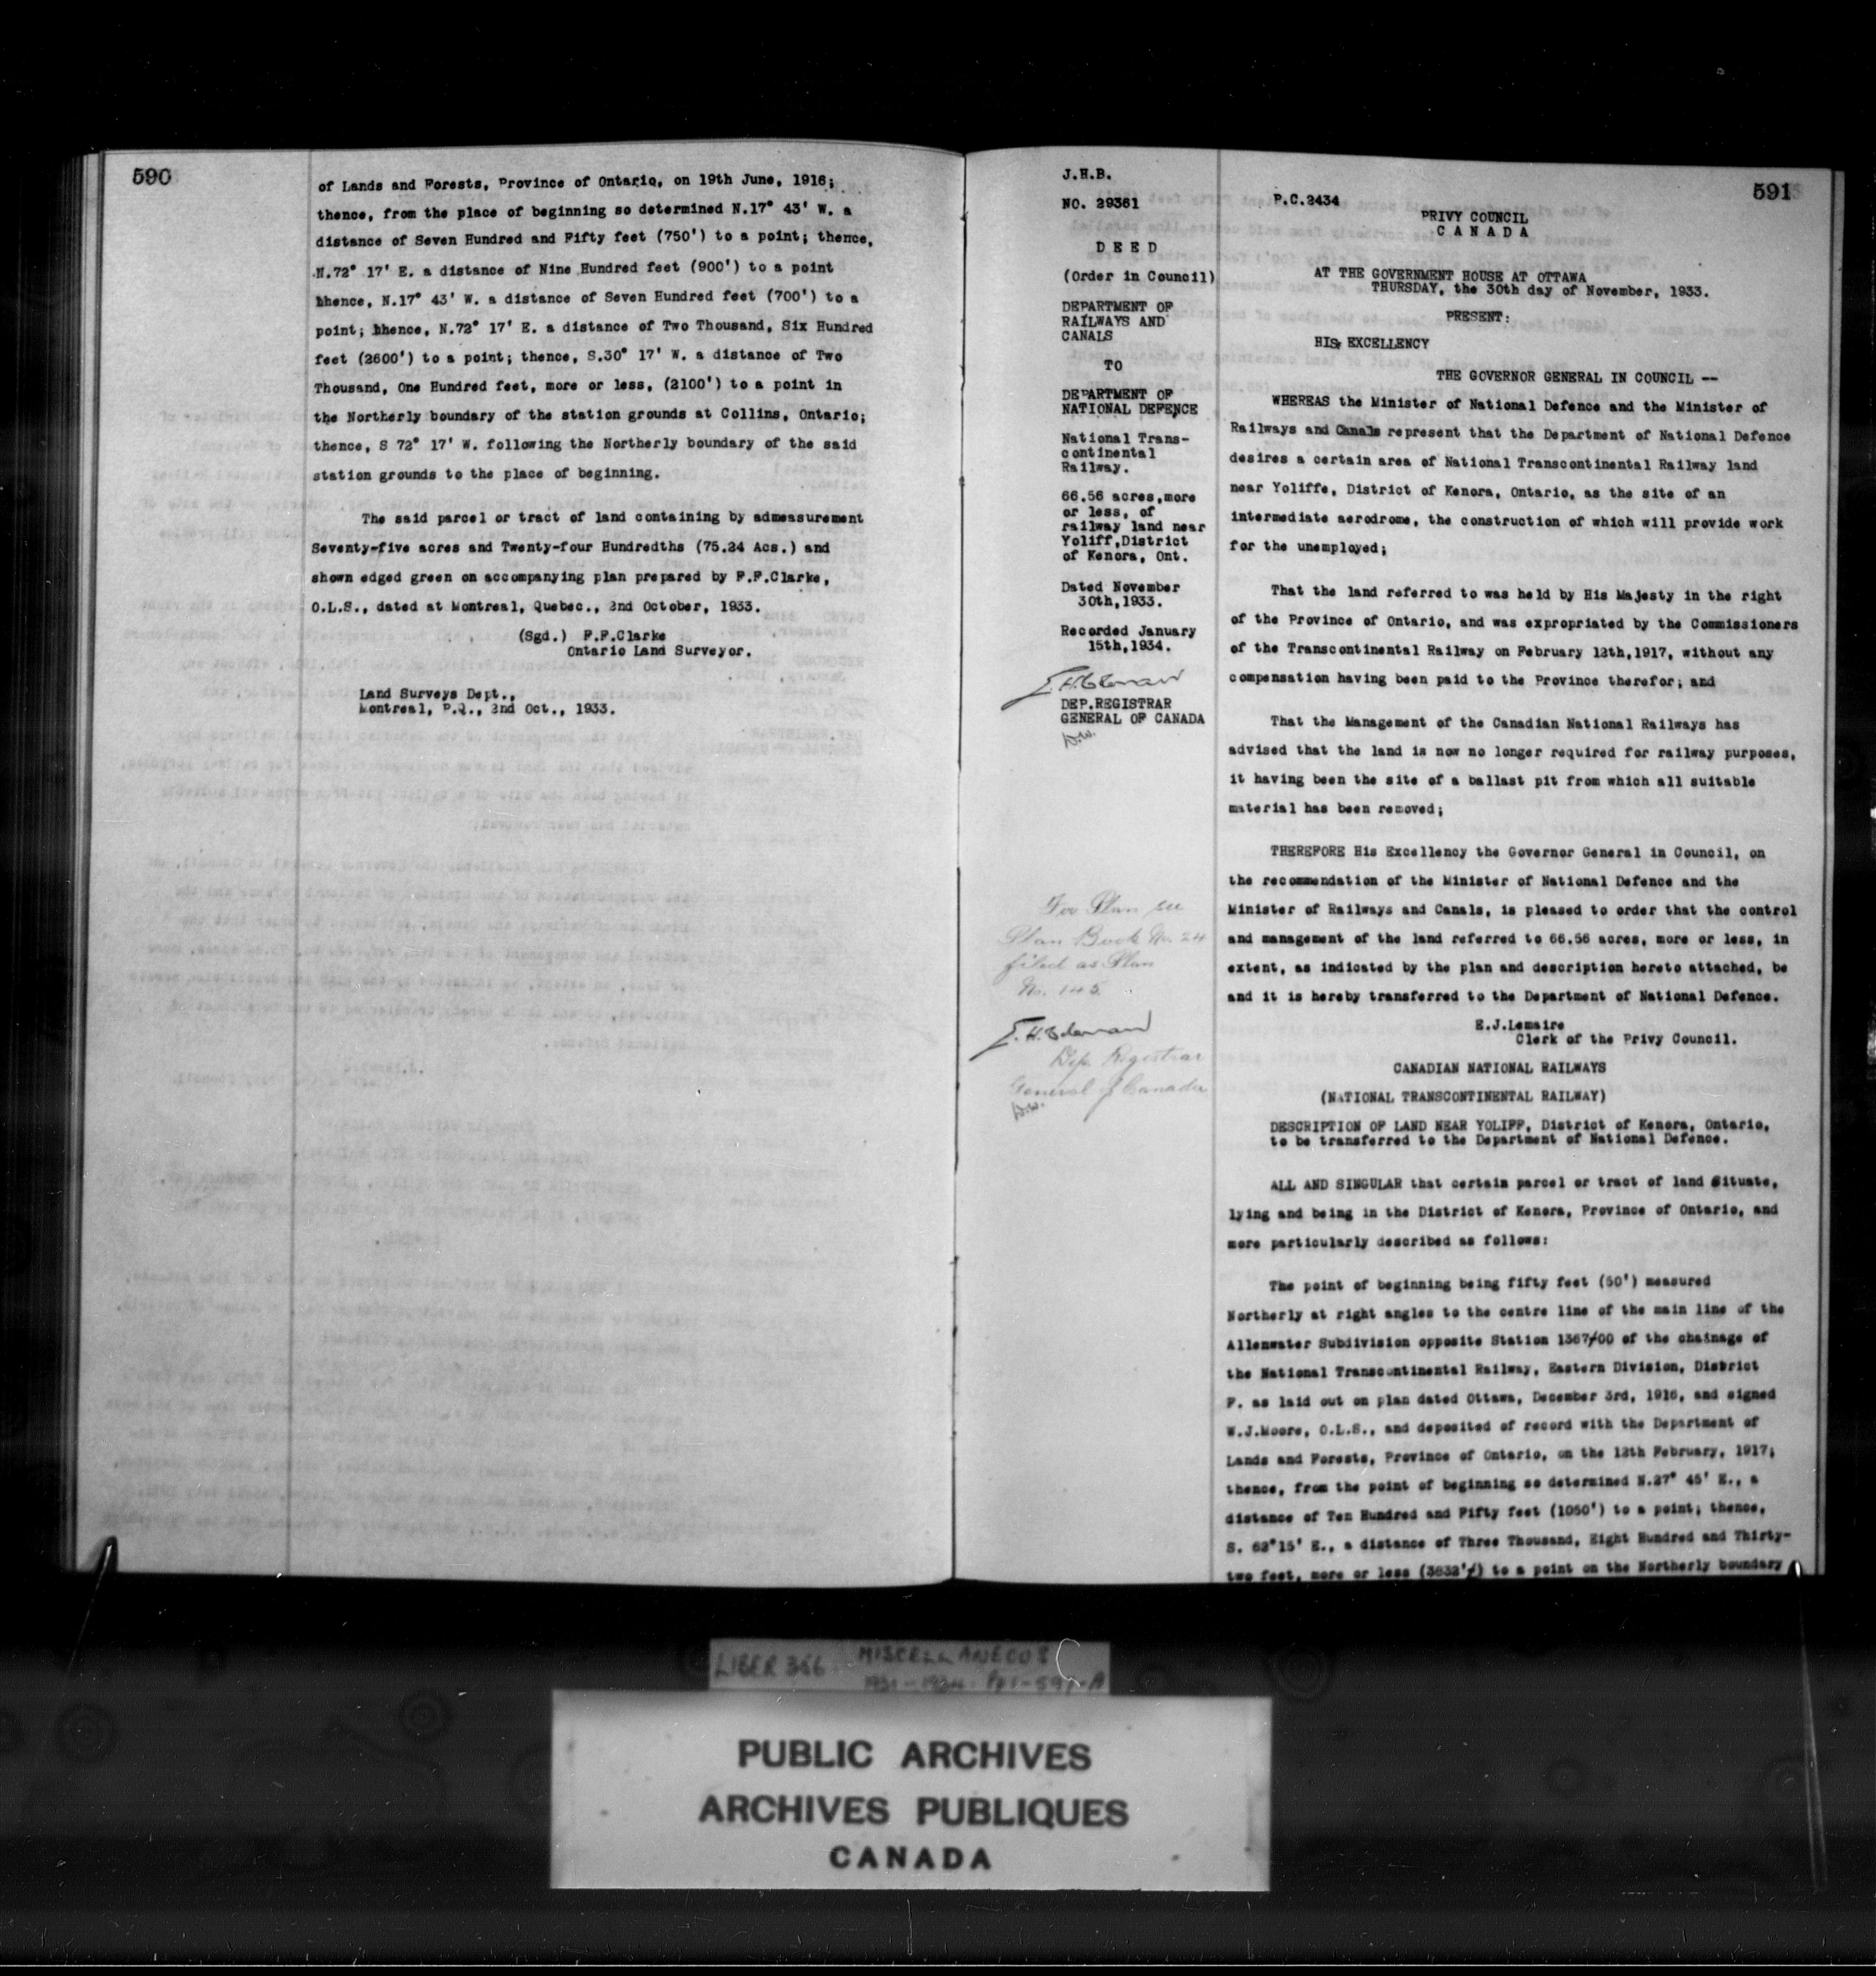 590
of Lands and Forests, Province of Ontario, on 19th June, 1916;
thence, from the place of beginning so determined N.17° 43' W. a
distance of Seven Hundred and Fifty feet (750') to a point; thence,
N.72° 17' E. a distance of Nine Hundred feet (900') to a point
thence, N.17° 43' W. a distance of Seven Hundred feet (700') to a
point; thence, N.72° 17' E. a distance of Two Thousand, Six Hundred
feet (2600') to a point; thence, S.30° 17' W. a distance of Two
Thousand, One Hundred feet, more or less, (2100') to a point in
the Northerly boundary of the station grounds at Collins, Ontario;
thence, S 72° 17' W. following the Northerly boundary of the said
station grounds to the place of beginning.
The said parcel or tract of land containing by admeasurement
Seventy-five acres and Twenty-four Hundredths (75.24 Acs.) and
shown edged green on accompanying plan prepared by F.F.Clarke,
O.L.S., dated at Montreal, Quebec., 2nd October, 1933.
(Sgd.) F.F.Clarke
Ontario Land Surveyor.
Land Surveys Dept.,
Montreal, P.Q., 2nd Oct., 1933.
J.H.B.
NO. 29361
DEED
(Order in Council)
DEPARTMENT OF
RAILWAYS AND
CANALS
TO
DEPARTMENT OF
NATIONAL DEFENCE
National Trans-
continental
Railway.
66.56 acres,more
or less, of
railway land near
Yoliff,District
of Kenora, Ont.
Dated November
30th,1933.
Recorded January
15th,1934.
E.H.Coleman
DEP.REGISTRAR
GENERAL OF CANADA
D.W.
For Plan see
Plan Book No. 24
filed as Plan
No. 145.
E.H.Coleman
Dep. Registrar
General of Canada
D.W.
591
P.C.2434
PRIVY COUNCIL
CANADA
AT THE GOVERNMENT HOUSE AT OTTAWA
THURSDAY, the 30th day of November, 1933.
PRESENT:
HIS EXCELLENCY
THE GOVERNOR GENERAL IN COUNCIL --
WHEREAS the Minister of National Defence and the Minister of
Railways and Canals represent that the Department of National Defence
desires a certain area of National Transcontinental Railway land
near Yoliffe, District of Kenora, Ontario, as the site of an
intermediate aerodrome, the construction of which will provide work
for the unemployed;
That the land referred to was held by His Majesty in the right
of the Province of Ontario, and was expropriated by the Commissioners
of the Transcontinental Railway on February 12th,1917, without any
compensation having been paid to the Province therefor; and
That the Management of the Canadian National Railways has
advised that the land is now no longer required for railway purposes,
it having been the site of a ballast pit from which all suitable
material has been removed;
THEREFORE His Excellency the Governor General in Council, on
the recommendation of the Minister of National Defence and the
Minister of Railways and Canals, is pleased to order that the control
and management of the land referred to 66.56 acres, more or less, in
extent, as indicated by the plan and description hereto attached, be
and it is hereby transferred to the Department of National Defence.
E.J.Lemaire
Clerk of the Privy Council.
CANADIAN NATIONAL RAILWAYS
(NATIONAL TRANSCONTINENTAL RAILWAY)
DESCRIPTION OF LAND NEAR YOLIFF, District of Kenora, Ontario,
to be transferred to the Department of National Defence.
ALL AND SINGULAR that certain parcel or tract of land situate,
lying and being in the District of Kenora, Province of Ontario, and
more particularly described as follows:
The point of beginning being fifty feet (50') measured
Northerly at right angles to the centre line of the main line of the
Allenwater Subdivision opposite Station 1367/00 of the chainage of
the National Transcontinental Railway, Eastern Division, District
F. as laid out on plan dated Ottawa, December 3rd, 1916, and signed
W.J.Moore, O.L.S., and deposited of record with the Department of
Lands and Forests, Province of Ontario, on the 12th February, 1917;
thence, from the point of beginning so determined N.27° 45' E., a
distance of Ten Hundred and Fifty feet (1050') to a point; thence,
S. 62°15' E., a distance of Three Thousand, Eight Hundred and Thirty-
two feet, more or less (3832'/) to a point on the Northerly boundary
LIBER 366 MISCELLANEOUS
1931-1934. Pp1-591-A
PUBLIC ARCHIVES
ARCHIVES PUBLIQUES
CANADA